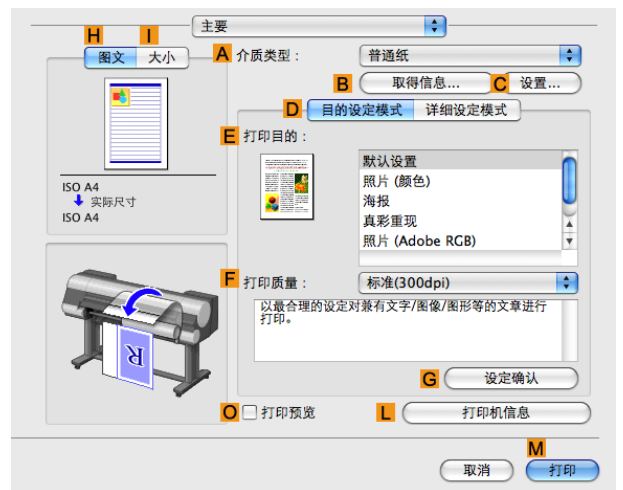 主要
H I
图文 大小
A 介质类型： 普通纸
B 取得信息... C 设置...
D 目的设定模式 详细设定模式
E 打印目的：
默认设置
照片 (颜色)
海报
真彩重现
照片 (Adobe RGB)
ISO A4
实际尺寸
ISO A4
F 打印质量： 标准(300dpi)
以最合理的设定对兼有文字/图像/图形等的文章进行
打印。
R
G 设定确认
O 打印预览 L 打印机信息
M
取消 打印